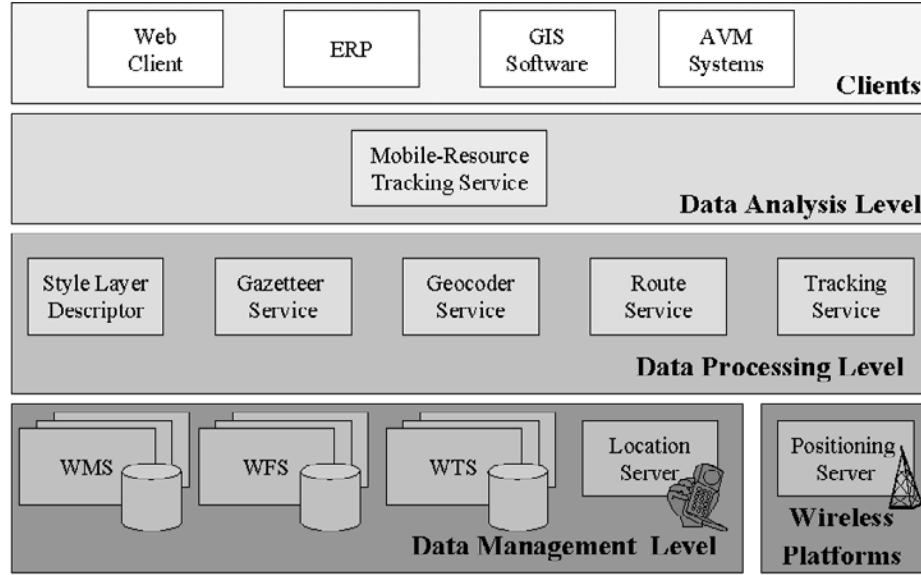 Web
Client
ERP
GIS
Software
AVM
Systems
Clients
Mobile-Resource
Tracking Service
Data Analysis Level
Style Layer
Descriptor
Gazetteer
Service
Geocoder
Service
Route
Service
Tracking
Service
Data Processing Level
WMS
WFS
WTS
Location
Server
Data Management Level
Positioning
Server
Wireless
Platforms